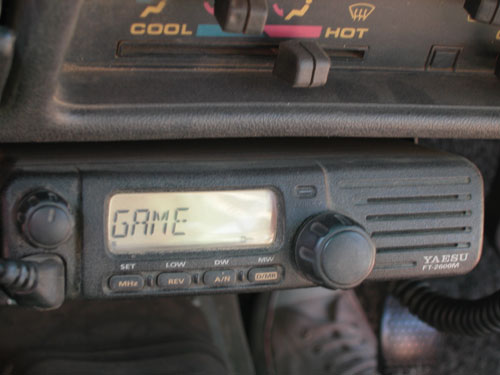 COOL HOT
GAME
SET LOW DW MW
MHz REV A/N D/MR
YAESU
FT-2600M